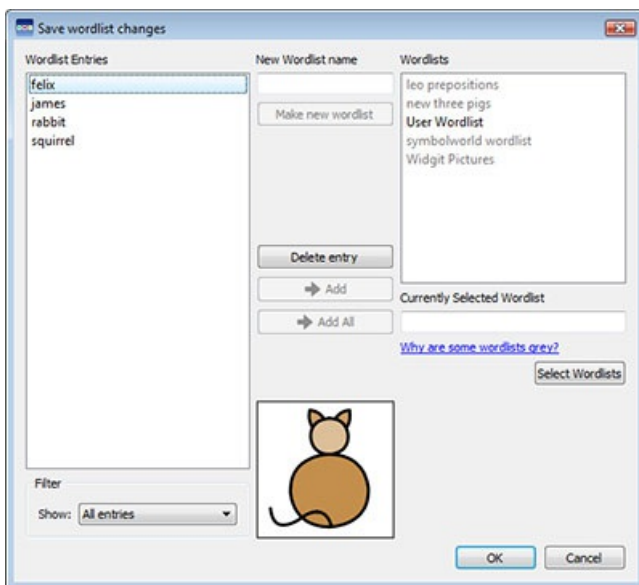 Save wordlist changes
Wordlist Entries
felix
james
rabbit
squirrel
Filter
Show: All entries
New Wordlist name
Make new wordlist
Delete entry
Add
Add All
Wordlists
leo prepositions
new three pigs
User Wordlist
symbolworld wordlist
Widgit Pictures
Currently Selected Wordlist
Why are some wordlists grey?
Select Wordlists
OK
Cancel